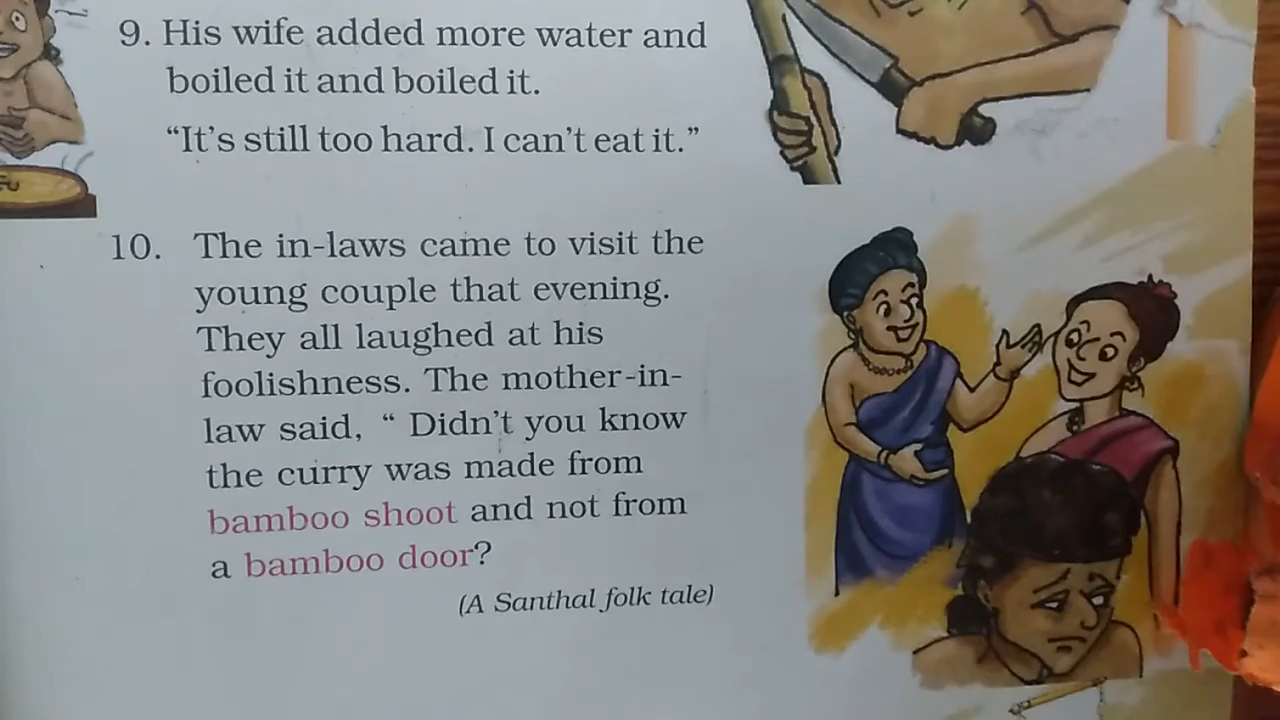 9. His wife added more water and
boiled it and boiled it.
“It’s still too hard. I can’t eat it.”
10. The in-laws came to visit the
young couple that evening.
They all laughed at his
foolishness. The mother-in-
law said, “ Didn’t you know
the curry was made from
bamboo shoot and not from
a bamboo door?
(A Santhal folk tale)